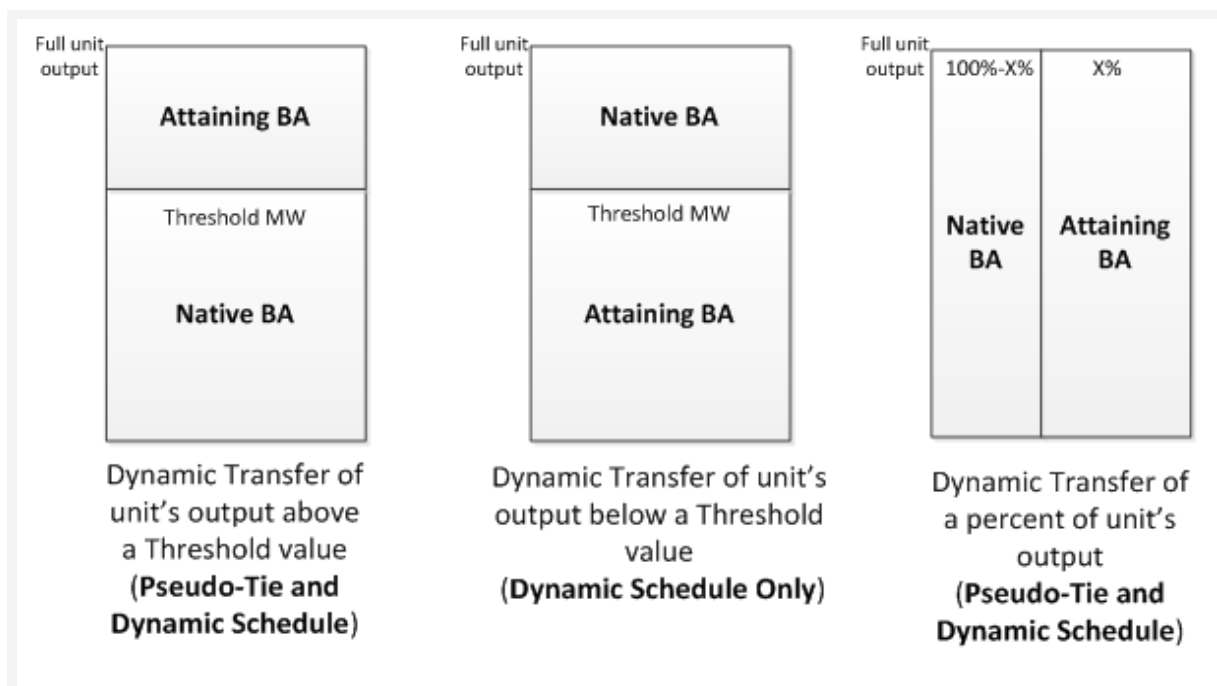 Full unit
output
Attaining BA
Threshold MW
Native BA
Dynamic Transfer of
unit's output above
a Threshold value
(Pseudo-Tie and
Dynamic Schedule)
Full unit
output
Native BA
Threshold MW
Attaining BA
Dynamic Transfer of unit's
output below a Threshold
value
(Dynamic Schedule Only)
Full unit
output
100%-X%
X%
Native
BA
Attaining
BA
Dynamic Transfer of
a percent of unit's
output
(Pseudo-Tie and
Dynamic Schedule)